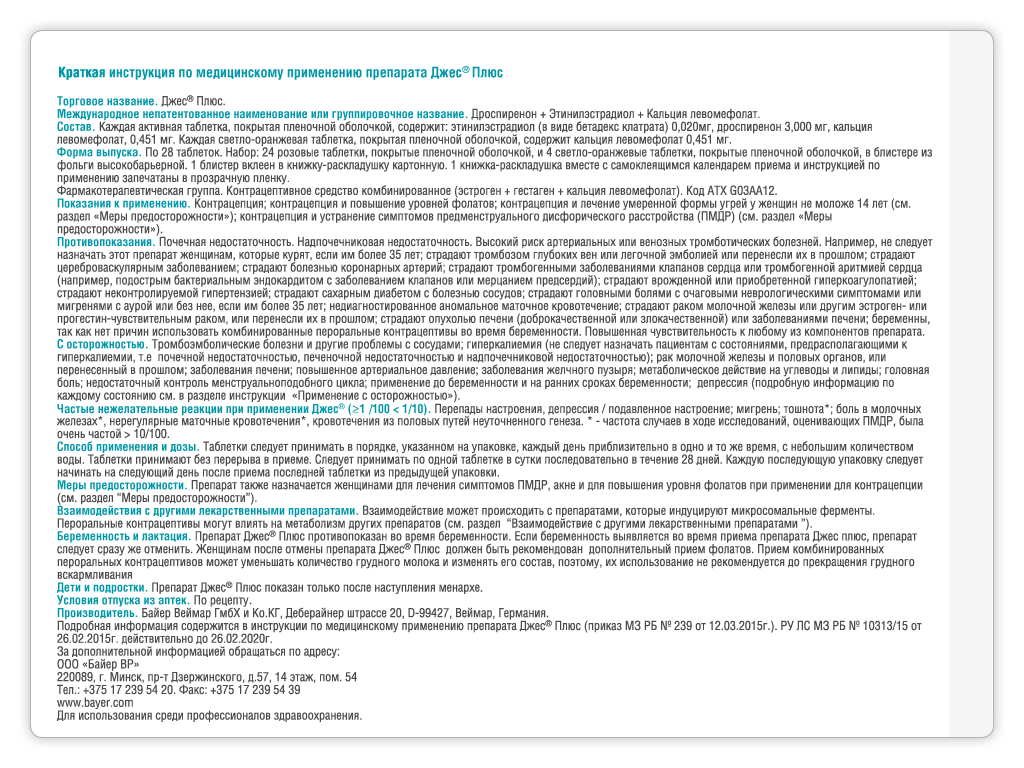 Краткая инструкция по медицинскому применению препарата Джес® Плюс
Торговое название. Джес® Плюс.
Международное непатентованное наименование или группировочное название. Дроспиренон + Этинилэстрадиол + Кальция левомефолат.
Состав. Каждая активная таблетка, покрытая пленочной оболочкой, содержит: этинилэстрадиол (в виде бетадекс клатрата) 0,020мг, дроспиренон 3,000 мг, кальция
левомефолат, 0,451 мг. Каждая светло-оранжевая таблетка, покрытая пленочной оболочкой, содержит кальция левомефолат 0,451 мг.
Форма выпуска. По 28 таблеток. Набор: 24 розовые таблетки, покрытые пленочной оболочкой, и 4 светло-оранжевые таблетки, покрытые пленочной оболочкой, в блистере из
фольги высокобарьерной. 1 блистер вклеен в книжку-раскладушку картонную. 1 книжка-раскладушка вместе с самоклеящимся календарем приема и инструкцией по
применению запечатаны в прозрачную пленку.
Фармакотерапевтическая группа. Контрацептивное средство комбинированное (эстроген + гестаген + кальция левомефолат). Код АТХ G03AA12.
Показания к применению. Контрацепция; контрацепция и повышение уровней фолатов; контрацепция и лечение умеренной формы угрей у женщин не моложе 14 лет (см.
раздел «Меры предосторожности»); контрацепция и устранение симптомов предменструального дисфорического расстройства (ПМДР) (см. раздел «Меры
предосторожности»).
Противопоказания. Почечная недостаточность. Надпочечниковая недостаточность. Высокий риск артериальных или венозных тромботических болезней. Например, не следует
назначать этот препарат женщинам, которые курят, если им более 35 лет; страдают тромбозом глубоких вен или легочной эмболией или перенесли их в прошлом; страдают
цереброваскулярным заболеванием; страдают болезнью коронарных артерий; страдают тромбогенными заболеваниями клапанов сердца или тромбогенной аритмией сердца
(например, подострым бактериальным эндокардитом с заболеванием клапанов или мерцанием предсердий); страдают врожденной или приобретенной гиперкоагулопатией;
страдают неконтролируемой гипертензией; страдают сахарным диабетом с болезнью сосудов; страдают головными болями с очаговыми неврологическими симптомами или
мигренями с аурой или без нее, если им более 35 лет; недиагностированное аномальное маточное кровотечение; страдают раком молочной железы или другим эстроген- или
прогестин-чувствительным раком, или перенесли их в прошлом; страдают опухолью печени (доброкачественной или злокачественной) или заболеваниями печени; беременны,
так как нет причин использовать комбинированные пероральные контрацептивы во время беременности. Повышенная чувствительность к любому из компонентов препарата.
С осторожностью. Тромбоэмболические болезни и другие проблемы с сосудами; гиперкалиемия (не следует назначать пациентам с состояниями, предрасполагающими к
гиперкалиемии, т.е почечной недостаточностью, печеночной недостаточностью и надпочечниковой недостаточностью); рак молочной железы и половых органов, или
перенесенный в прошлом; заболевания печени; повышенное артериальное давление; заболевания желчного пузыря; метаболическое действие на углеводы и липиды; головная
боль; недостаточный контроль менструальноподобного цикла; применение до беременности и на ранних сроках беременности; депрессия (подробную информацию по
каждому состоянию см. в разделе инструкции «Применение с осторожностью»).
Частые нежелательные реакции при применении Джес® (≥1 /100 < 1/10). Перепады настроения, депрессия / подавленное настроение; мигрень; тошнота*; боль в молочных
железах*, нерегулярные маточные кровотечения*, кровотечения из половых путей неуточненного генеза. * - частота случаев в ходе исследований, оценивающих ПМДР, была
очень частой > 10/100.
Способ применения и дозы. Таблетки следует принимать в порядке, указанном на упаковке, каждый день приблизительно в одно и то же время, с небольшим количеством
воды. Таблетки принимают без перерыва в приеме. Следует принимать по одной таблетке в сутки последовательно в течение 28 дней. Каждую последующую упаковку следует
начинать на следующий день после приема последней таблетки из предыдущей упаковки.
Меры предосторожности. Препарат также назначается женщинами для лечения симптомов ПМДР, акне и для повышения уровня фолатов при применении для контрацепции
(см. раздел “Меры предосторожности”).
Взаимодействия с другими лекарственными препаратами. Взаимодействие может происходить с препаратами, которые индуцируют микросомальные ферменты.
Пероральные контрацептивы могут влиять на метаболизм других препаратов (см. раздел “Взаимодействие с другими лекарственными препаратами ”).
Беременность и лактация. Препарат Джес® Плюс противопоказан во время беременности. Если беременность выявляется во время приема препарата Джес плюс, препарат
следует сразу же отменить. Женщинам после отмены препарата Джес® Плюс должен быть рекомендован дополнительный прием фолатов. Прием комбинированных
пероральных контрацептивов может уменьшать количество грудного молока и изменять его состав, поэтому, их использование не рекомендуется до прекращения грудного
вскармливания
Дети и подростки. Препарат Джес® Плюс показан только после наступления менархе.
Условия отпуска из аптек. По рецепту.
Производитель. Байер Веймар ГмбХ и Ко.КГ, Деберайнер штрассе 20, D-99427, Веймар, Германия.
Подробная информация содержится в инструкции по медицинскому применению препарата Джес® Плюс (приказ МЗ РБ № 239 от 12.03.2015г.). РУ ЛС МЗ РБ № 10313/15 от
26.02.2015г. действительно до 26.02.2020г.
За дополнительной информацией обращаться по адресу:
ООО «Байер ВР»
220089, г. Минск, пр-т Дзержинского, д.57, 14 этаж, пом. 54
Тел.: +375 17 239 54 20. Факс: +375 17 239 54 39
www.bayer.com
Для использования среди профессионалов здравоохранения.